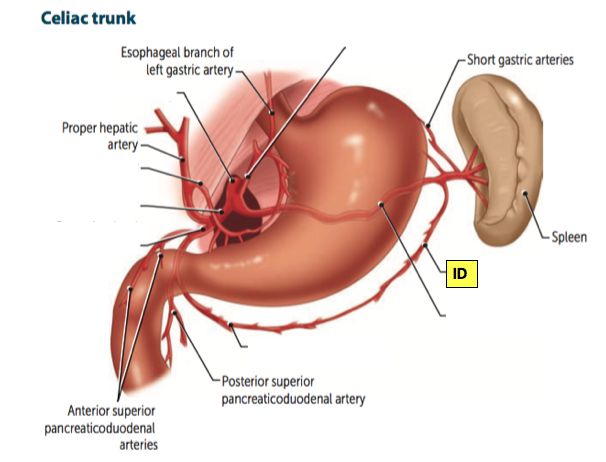 Celiac trunk
Esophageal branch of
left gastric artery
Short gastric arteries
Proper hepatic
artery
Spleen
ID
Posterior superior
pancreaticoduodenal artery
Anterior superior
pancreaticoduodenal
arteries